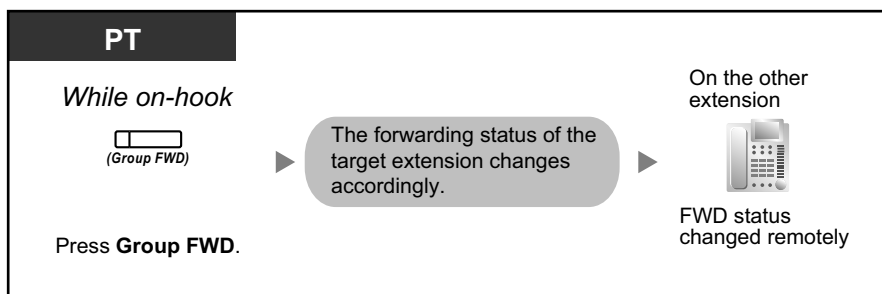 PT
While on-hook
(Group FWD)
Press Group FWD.
The forwarding status of the
target extension changes
accordingly.
On the other
extension
FWD status
changed remotely